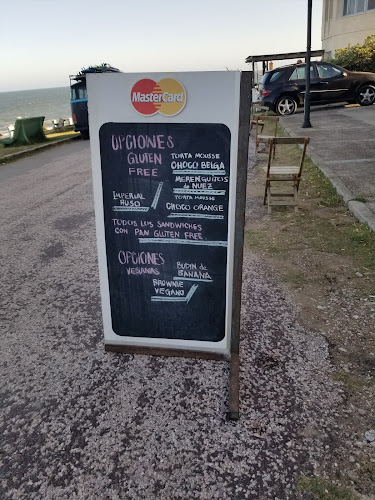 MasterCard
OPCIONES
GLUTEN
FREE
TORTA MOUSSE
CHOCO BELGA
MERENGUITOS
DE NUEZ
IMPERIAL
RUSO
TORTA MOUSSE
CHOCO ORANGE
TODOS LOS SANDWICHES
CON PAN GLUTEN FREE
OPCIONES
VEGANAS
BUDIN de
BANANA
BROWNIE
VEGANO